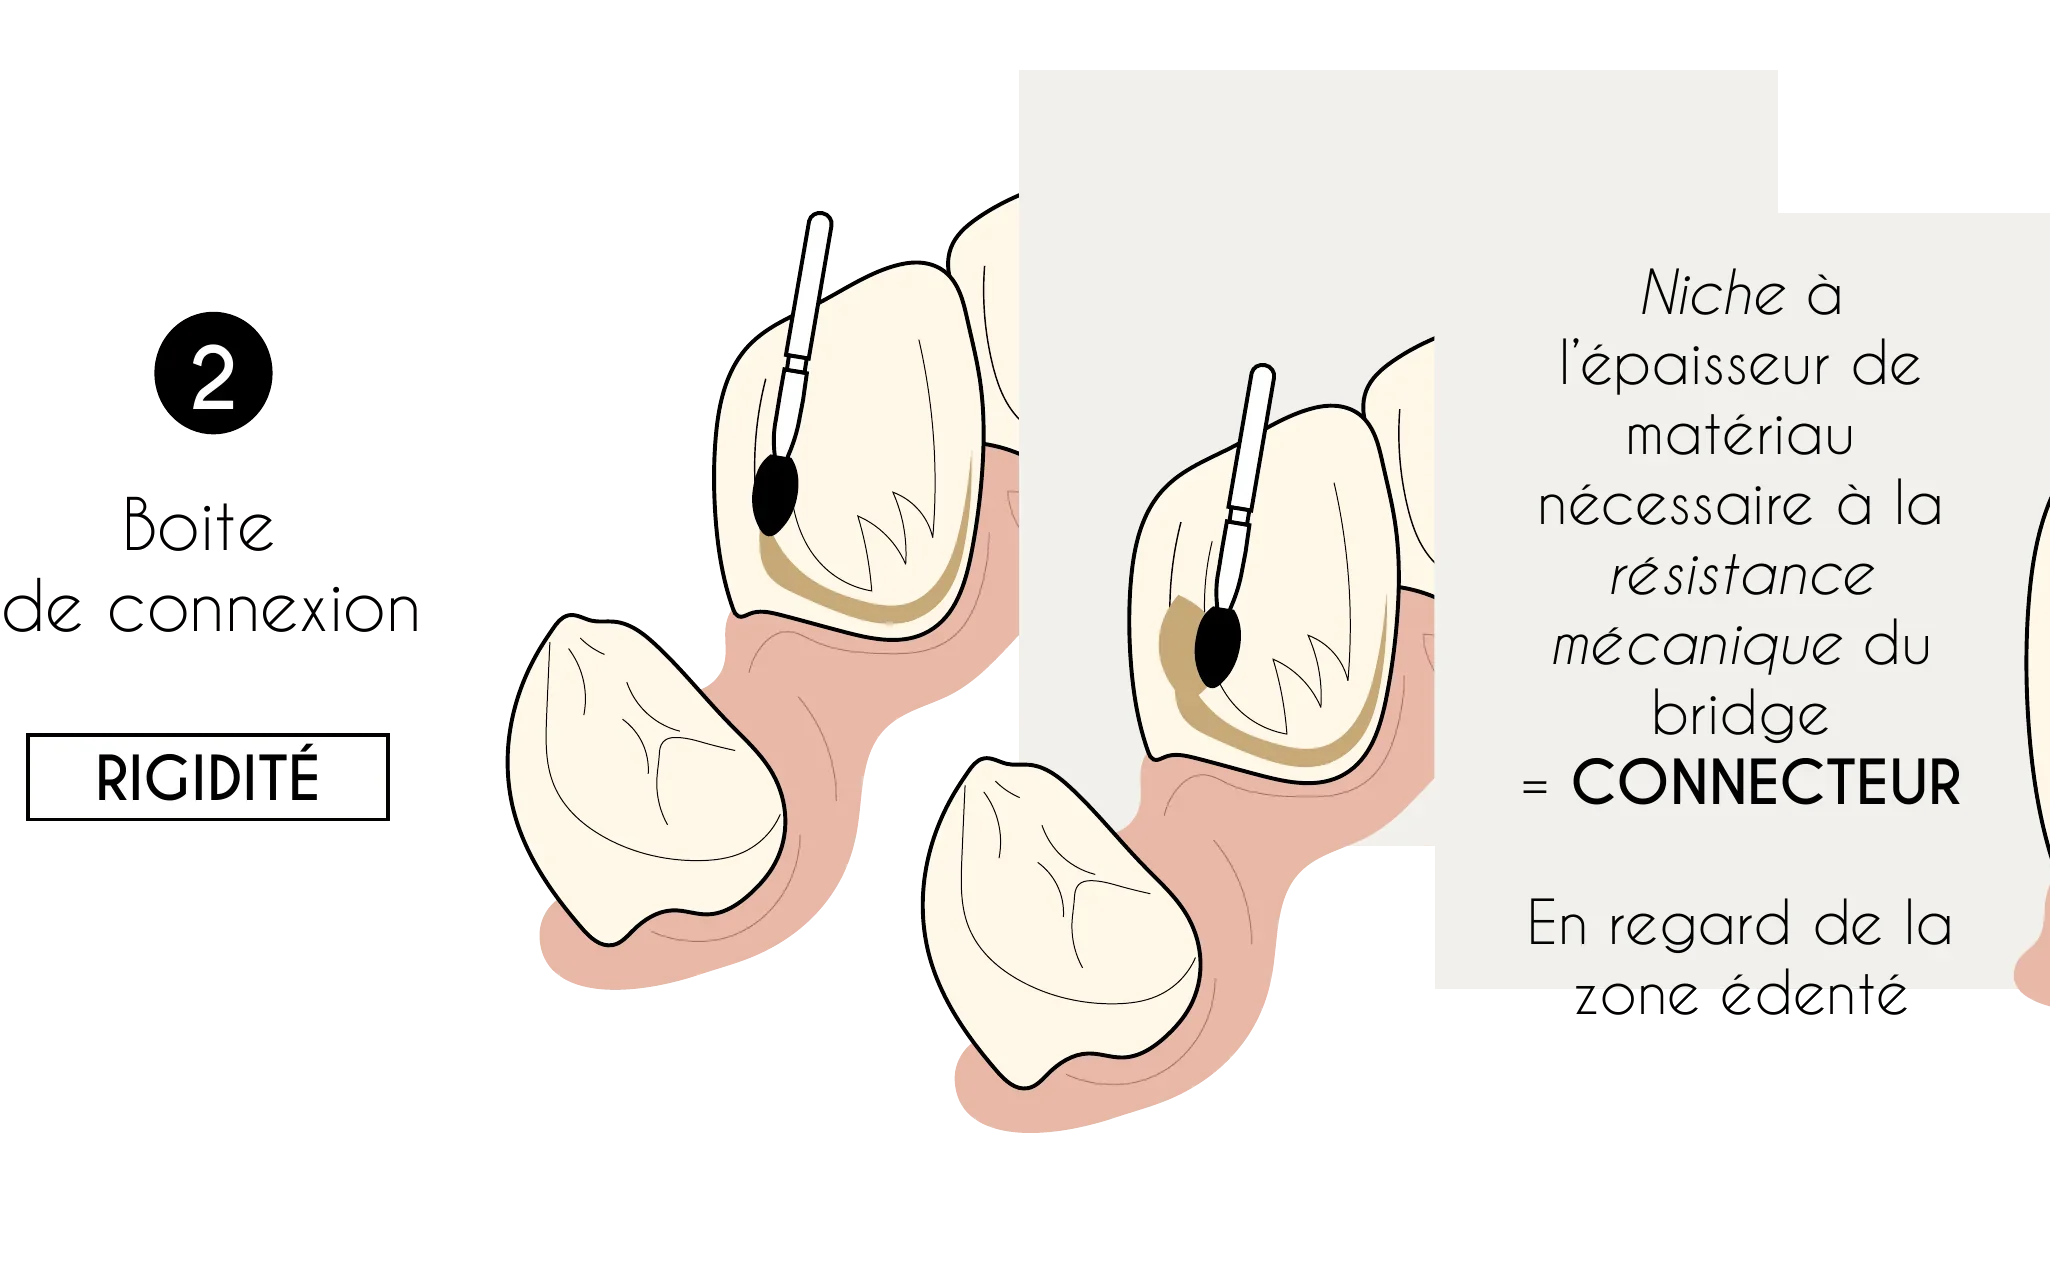 2
Boite
de connexion
RIGIDITÉ
Niche à
l'épaisseur de
matériau
nécessaire à la
résistance
mécanique du
bridge
= CONNECTEUR
En regard de la
zone édenté